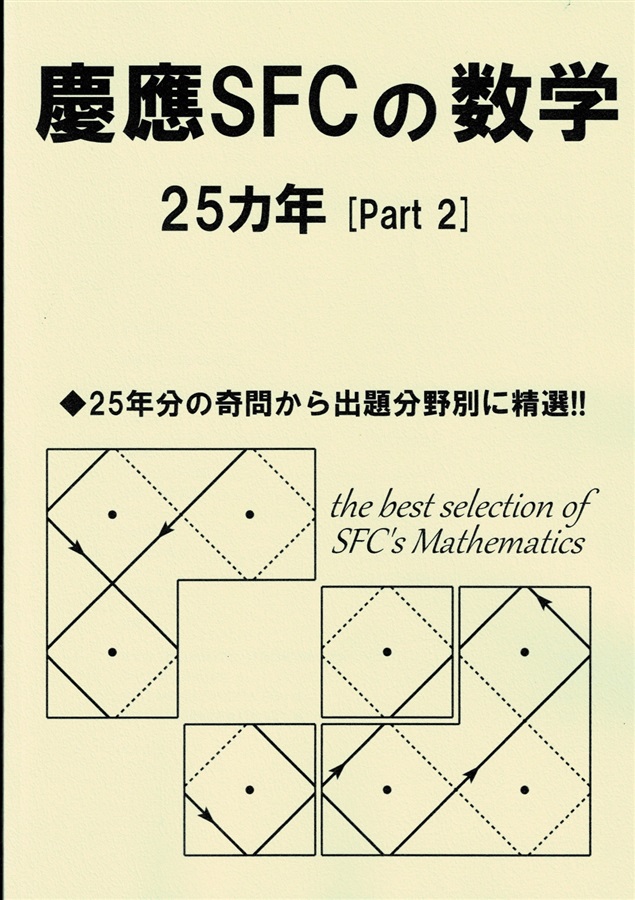 慶應SFCの数学
25カ年 [Part 2]
◆25年分の奇問から出題分野別に精選!!
the best selection of
SFC's Mathematics